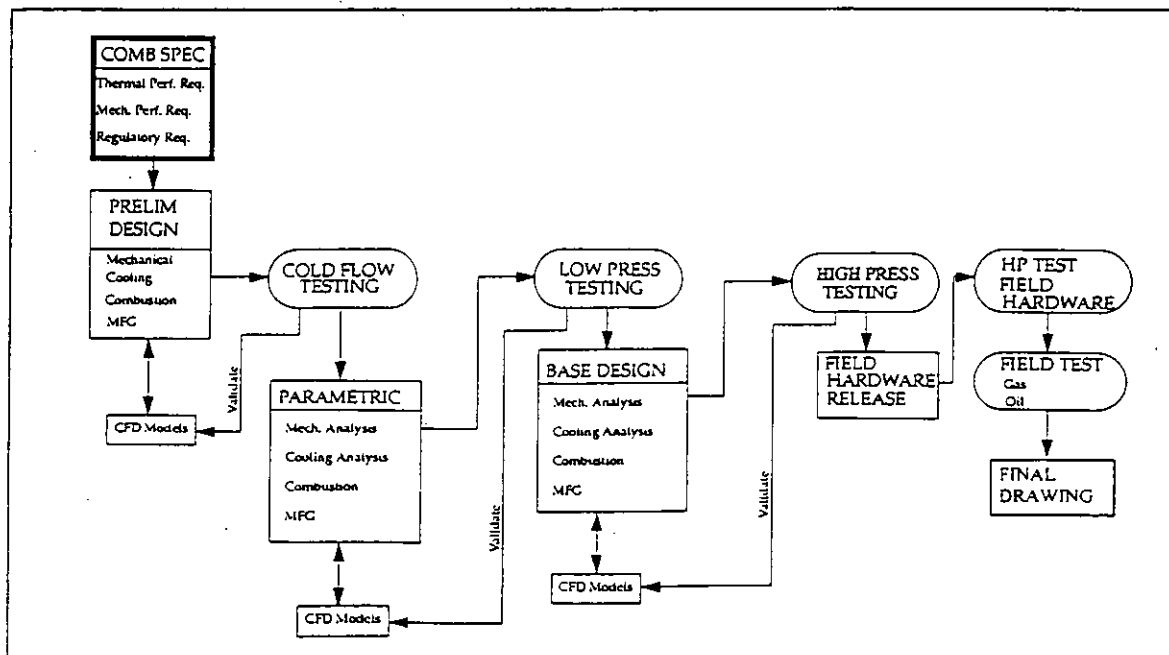 COMB SPEC
Thermal Perf. Req.
Mech. Perf. Req.
Regulatory Req.
PRELIM
DESIGN
Mechanical
Cooling
Combustion
MFG
CFD Models
COLD FLOW
TESTING
Validate
PARAMETRIC
Mech. Analysis
Cooling Analysis
Combustion
MFG
CFD Models
LOW PRESS
TESTING
Validate
BASE DESIGN
Mech. Analysis
Cooling Analysis
Combustion
MFG
CFD Models
HIGH PRESS
TESTING
Validate
FIELD
HARDWARE
RELEASE
HP TEST
FIELD
HARDWARE
FIELD TEST
Gas
Oil
FINAL
DRAWING